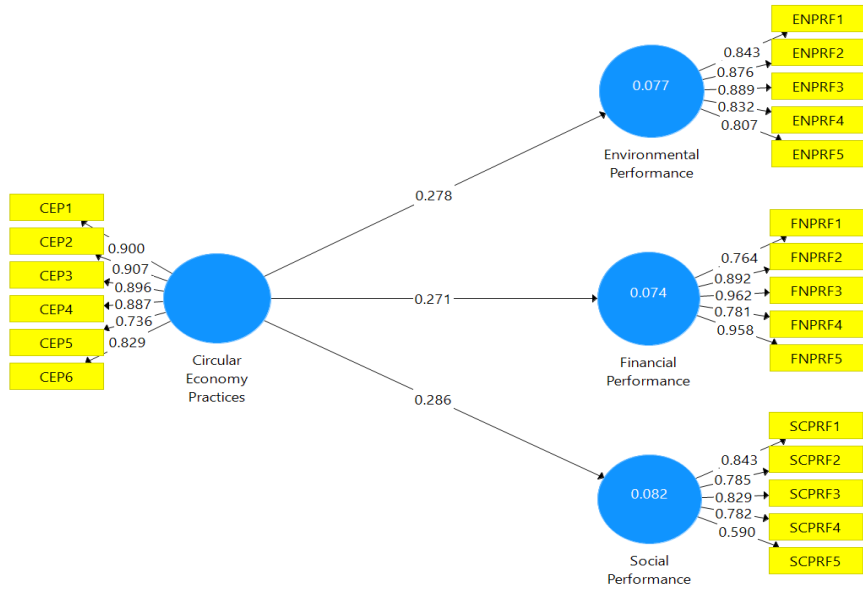 CEP1
CEP2
CEP3
CEP4
CEP5
CEP6
0.900
0.907
0.896
0.887
0.736
0.829
Circular
Economy
Practices
0.278
0.271
0.286
0.077
Environmental
Performance
0.843
0.876
0.889
0.832
0.807
ENPRF1
ENPRF2
ENPRF3
ENPRF4
ENPRF5
0.074
Financial
Performance
0.764
0.892
0.962
0.781
0.958
FNPRF1
FNPRF2
FNPRF3
FNPRF4
FNPRF5
0.082
Social
Performance
0.843
0.785
0.829
0.782
0.590
SCPRF1
SCPRF2
SCPRF3
SCPRF4
SCPRF5